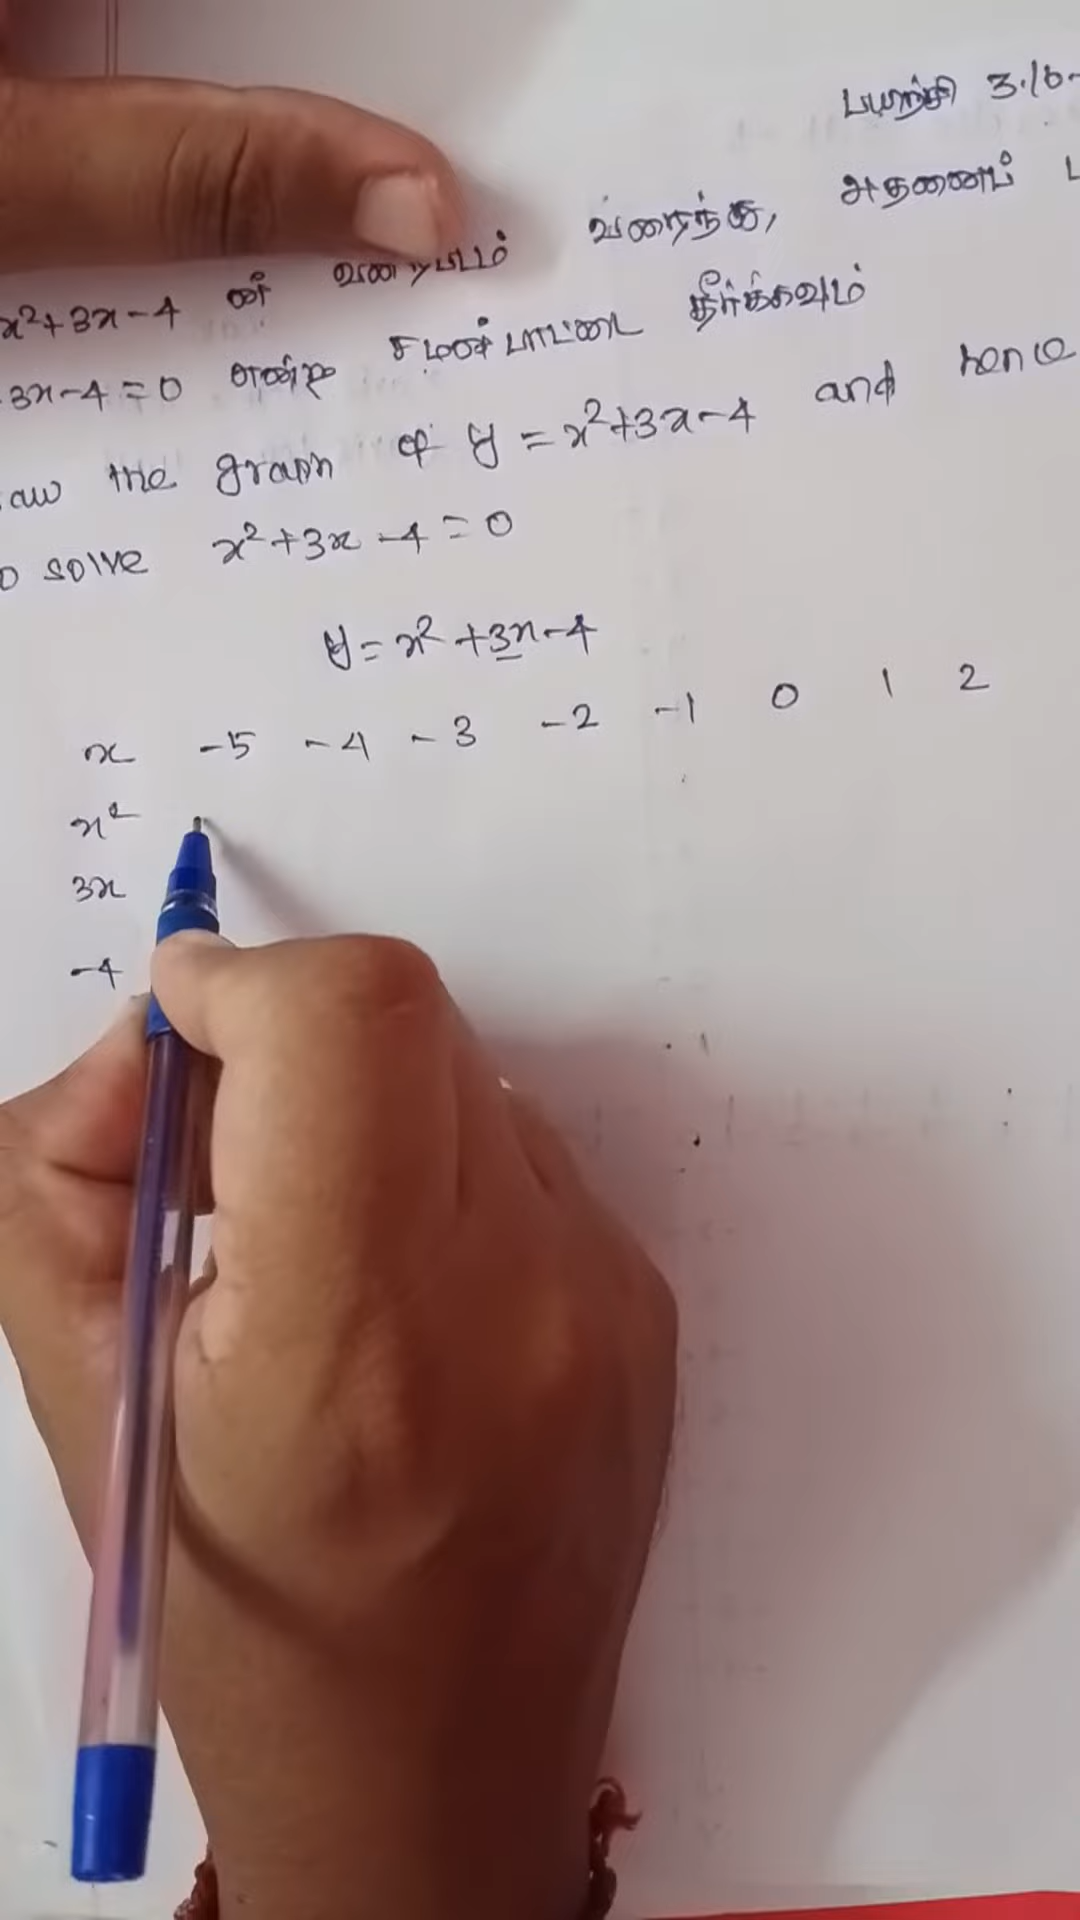 பயிற்சி 3.16
x²+3x-4 ன் வரைபடம் வரைந்து, அதனைப்
3x-4=0 என்ற சமன்பாட்டை தீர்க்கவும்
aw the graph of y = x²+3x-4 and hence
o solve x²+3x-4=0
y = x²+3x-4
x -5 -4 -3 -2 -1 0 1 2
x²
3x
-4